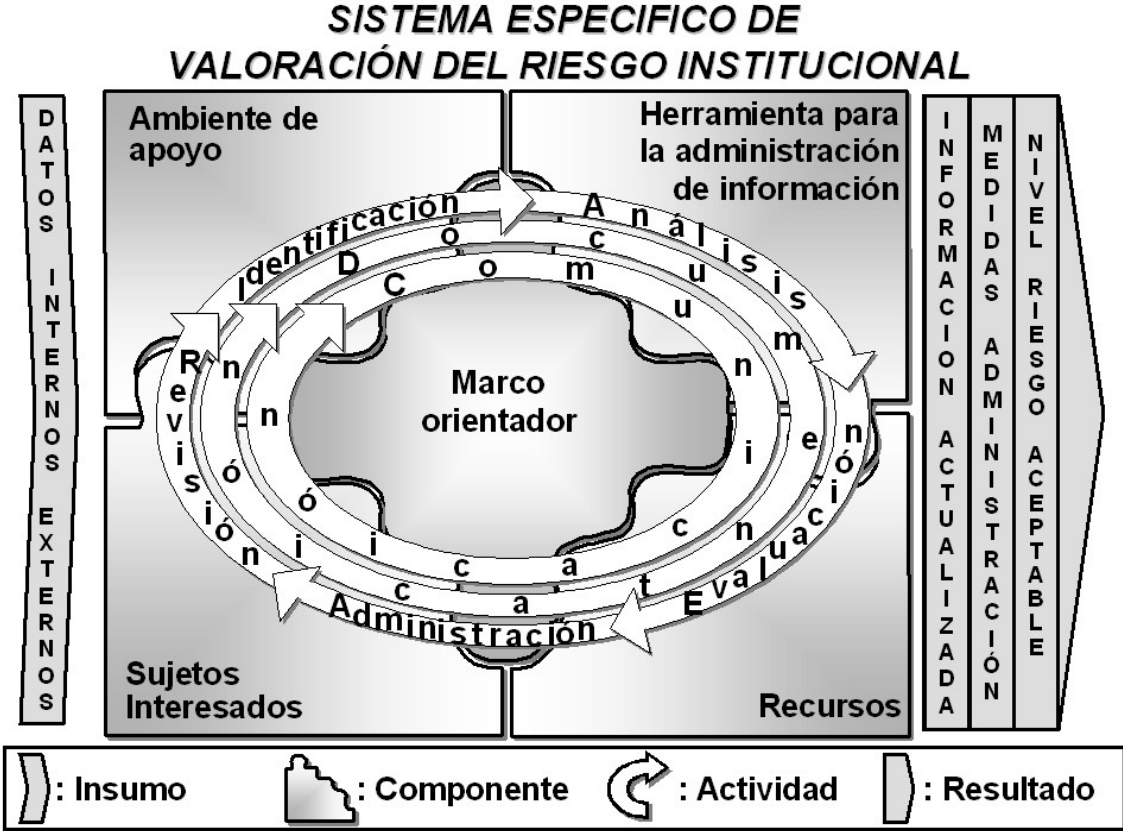 SISTEMA ESPECIFICO DE
VALORACIÓN DEL RIESGO INSTITUCIONAL
DATOS INTERNOS EXTERNOS
Ambiente de
apoyo
Herramienta para
la administración
de información
Identificación
Análisis
Evaluación
Administración
Revisión
Documentación
Comunicación
Marco
orientador
Sujetos
Interesados
Recursos
INFORMACION ACTUALIZADA
MEDIDAS ADMINISTRACIÓN
NIVEL RIESGO ACEPTABLE
: Insumo
: Componente
: Actividad
: Resultado